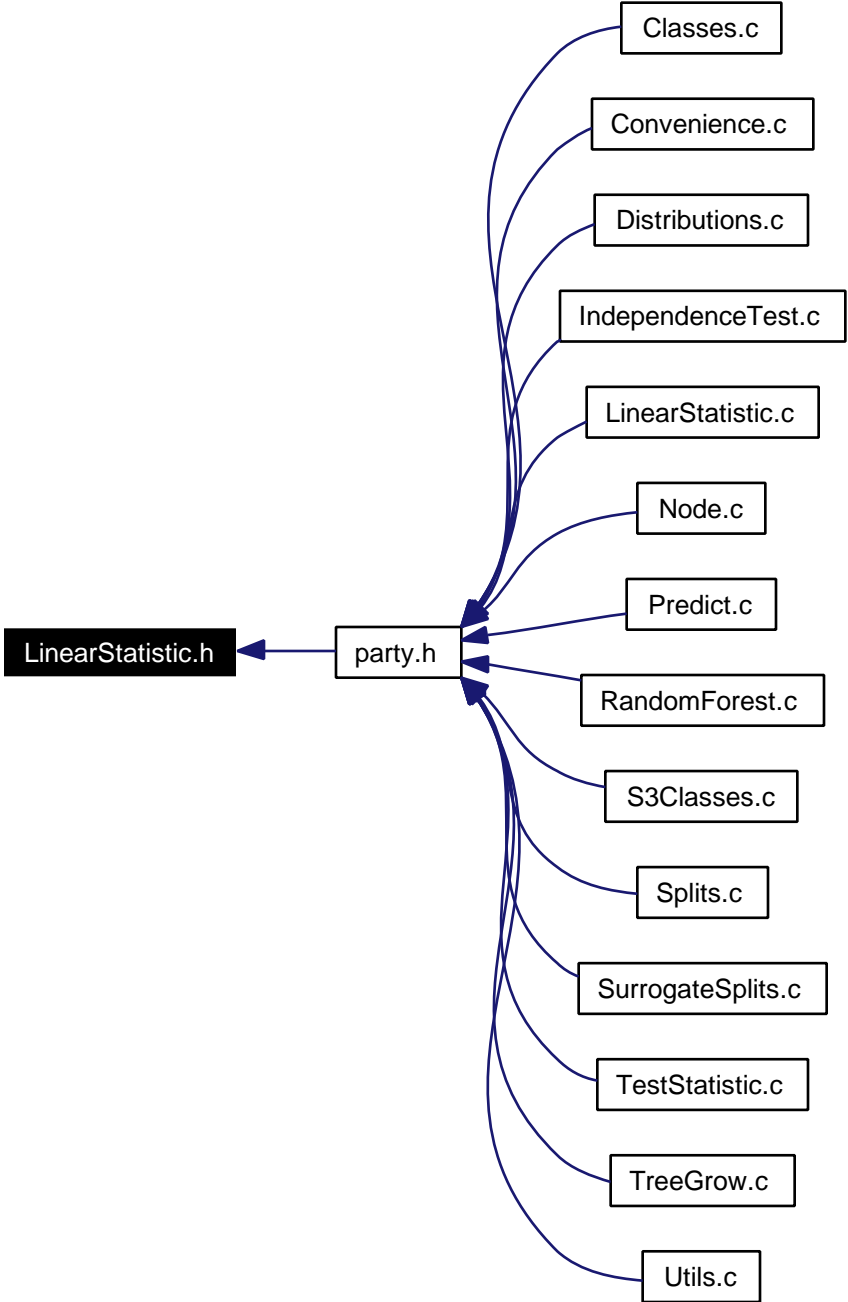 Classes.c
Convenience.c
Distributions.c
IndependenceTest.c
LinearStatistic.c
Node.c
Predict.c
LinearStatistic.h
party.h
RandomForest.c
S3Classes.c
Splits.c
SurrogateSplits.c
TestStatistic.c
TreeGrow.c
Utils.c